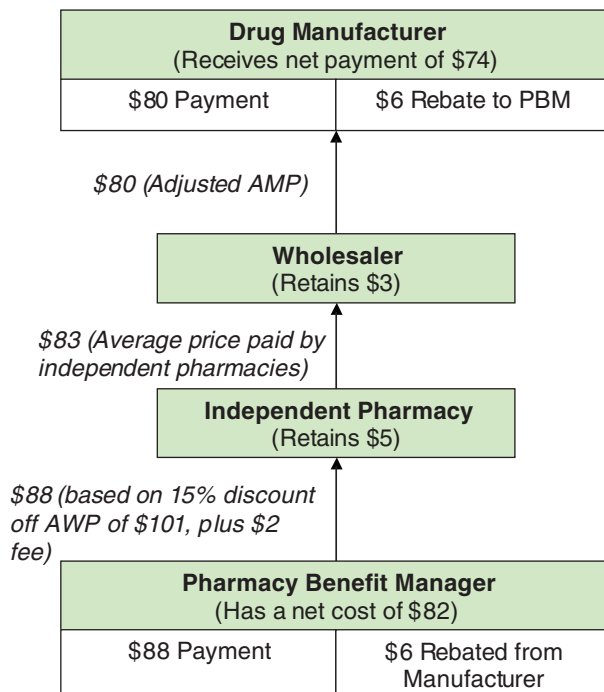 Drug Manufacturer
(Receives net payment of $74)
$80 Payment
$6 Rebate to PBM
$80 (Adjusted AMP)
Wholesaler
(Retains $3)
$83 (Average price paid by
independent pharmacies)
Independent Pharmacy
(Retains $5)
$88 (based on 15% discount
off AWP of $101, plus $2
fee)
Pharmacy Benefit Manager
(Has a net cost of $82)
$88 Payment
$6 Rebated from
Manufacturer